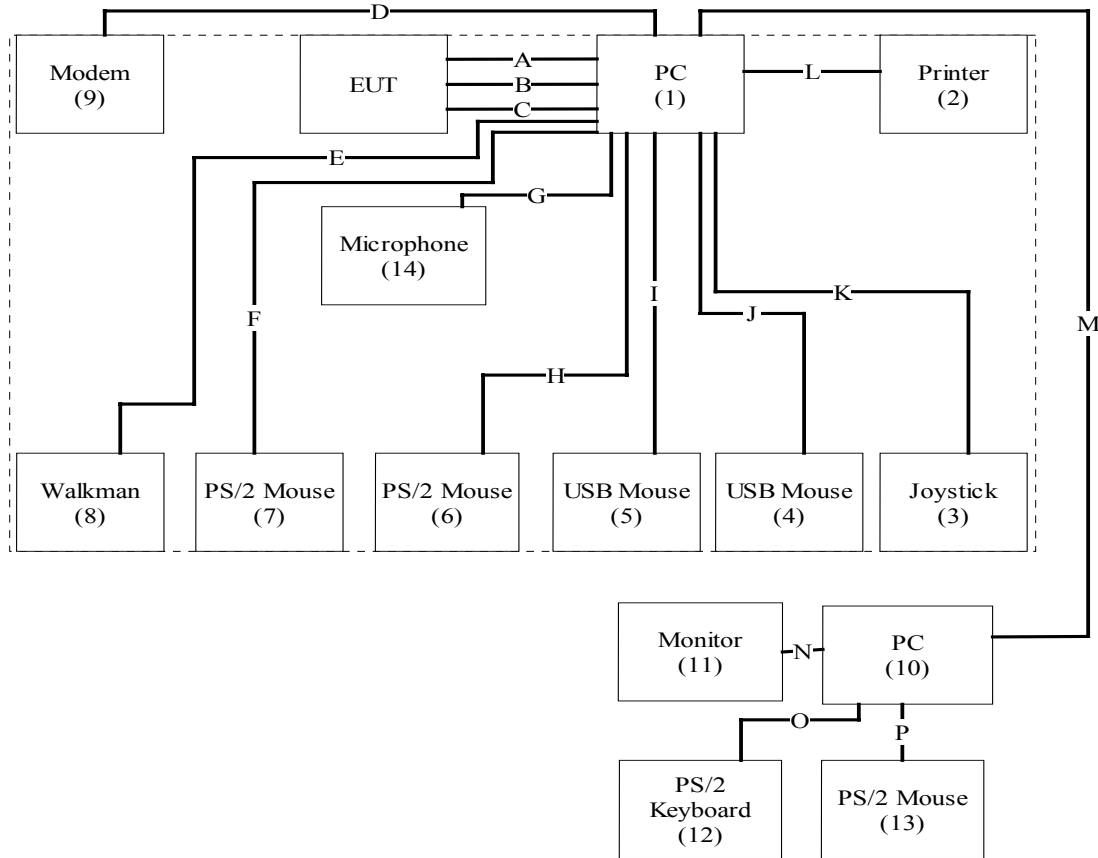 D
Modem
(9)
EUT
A
B
C
PC
(1)
L
Printer
(2)
E
F
G
Microphone
(14)
I
K
J
M
H
Walkman
(8)
PS/2 Mouse
(7)
PS/2 Mouse
(6)
USB Mouse
(5)
USB Mouse
(4)
Joystick
(3)
Monitor
(11)
N
PC
(10)
O
P
PS/2
Keyboard
(12)
PS/2 Mouse
(13)